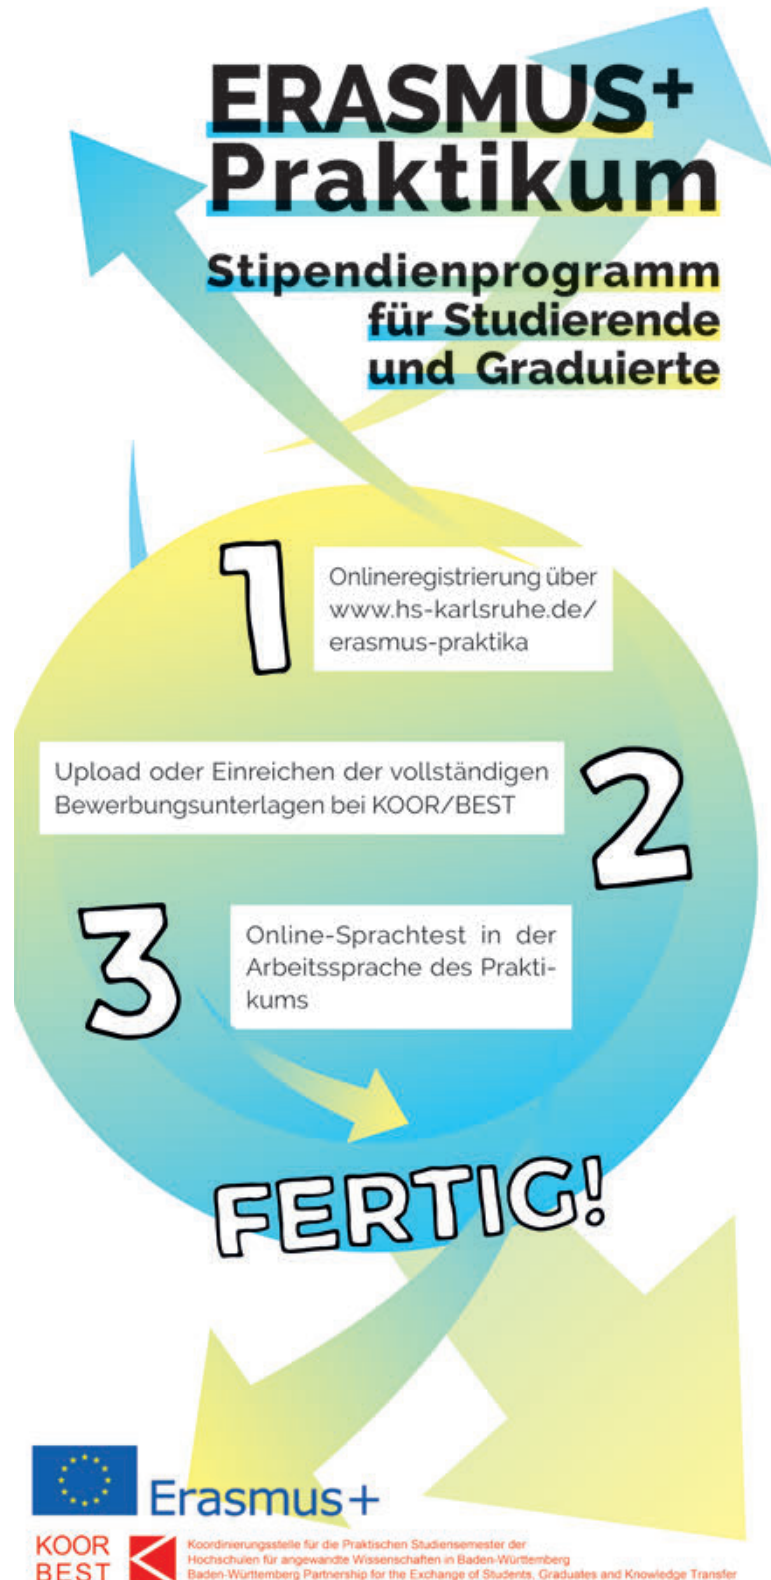 ERASMUS+
Praktikum
Stipendienprogramm
für Studierende
und Graduierte
1
Onlineregistrierung über
www.hs-karlsruhe.de/
erasmus-praktika
Upload oder Einreichen der vollständigen
Bewerbungsunterlagen bei KOOR/BEST
2
3
Online-Sprachtest in der
Arbeitssprache des Prakti-
kums
FERTIG!
Erasmus+
KOOR
BEST
Koordinierungsstelle für die Praktischen Studiensemester der
Hochschulen für angewandte Wissenschaften in Baden-Württemberg
Baden-Württemberg Partnership for the Exchange of Students, Graduates and Knowledge Transfer